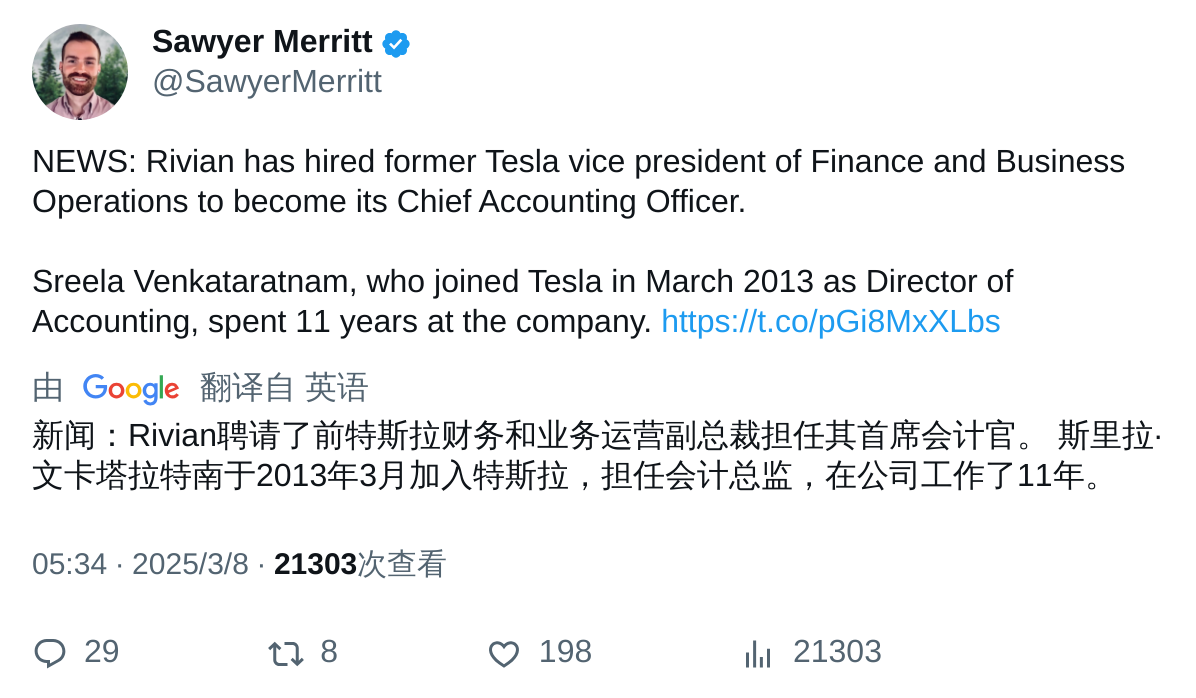 Sawyer Merritt
@SawyerMerritt
NEWS: Rivian has hired former Tesla vice president of Finance and Business
Operations to become its Chief Accounting Officer.
Sreela Venkataratnam, who joined Tesla in March 2013 as Director of
Accounting, spent 11 years at the company. https://t.co/pGi8MxXLbs
由 Google 翻译自 英语
新闻：Rivian聘请了前特斯拉财务和业务运营副总裁担任其首席会计官。 斯里拉·
文卡塔拉特南于2013年3月加入特斯拉，担任会计总监，在公司工作了11年。
05:34 · 2025/3/8 · 21303次查看
29 8 198 21303